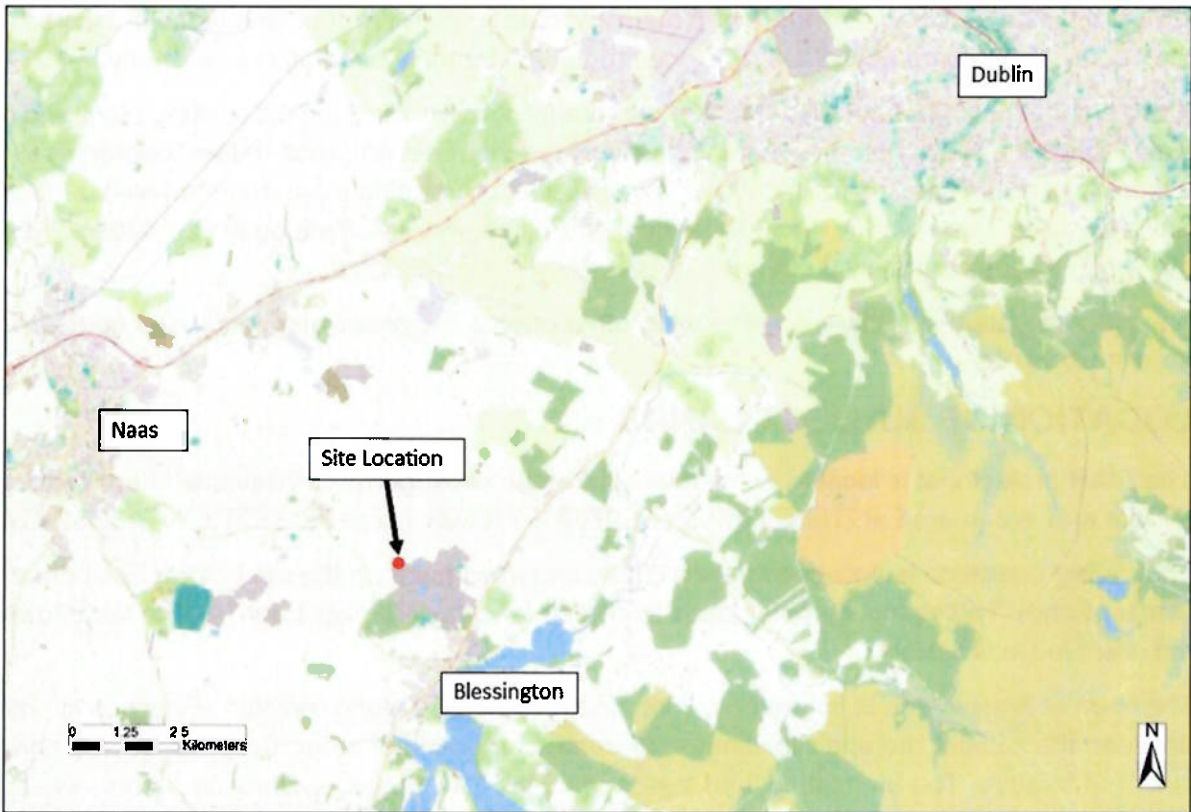 Dublin
Naas
Site Location
Blessington
0 1.25 2.5
Kilometers
N